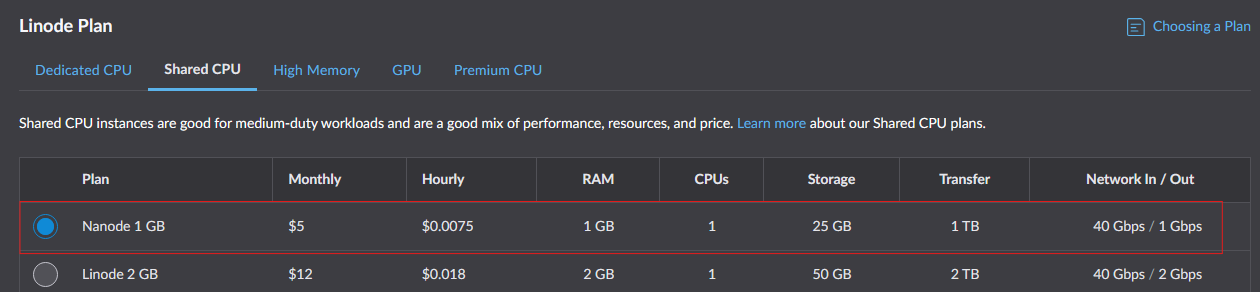 Linode Plan
Choosing a Plan
Dedicated CPU Shared CPU High Memory GPU Premium CPU
Shared CPU instances are good for medium-duty workloads and are a good mix of performance, resources, and price. Learn more about our Shared CPU plans.
Plan Monthly Hourly RAM CPUs Storage Transfer Network In / Out
Nanode 1 GB $5 $0.0075 1 GB 1 25 GB 1 TB 40 Gbps / 1 Gbps
Linode 2 GB $12 $0.018 2 GB 1 50 GB 2 TB 40 Gbps / 2 Gbps